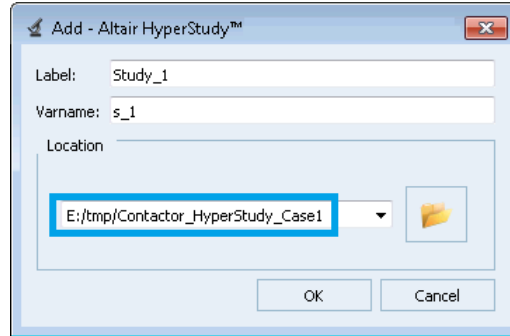 Add - Altair HyperStudy™
Label: Study_1
Varname: s_1
Location
E:/tmp/Contactor_HyperStudy_Case1
OK Cancel